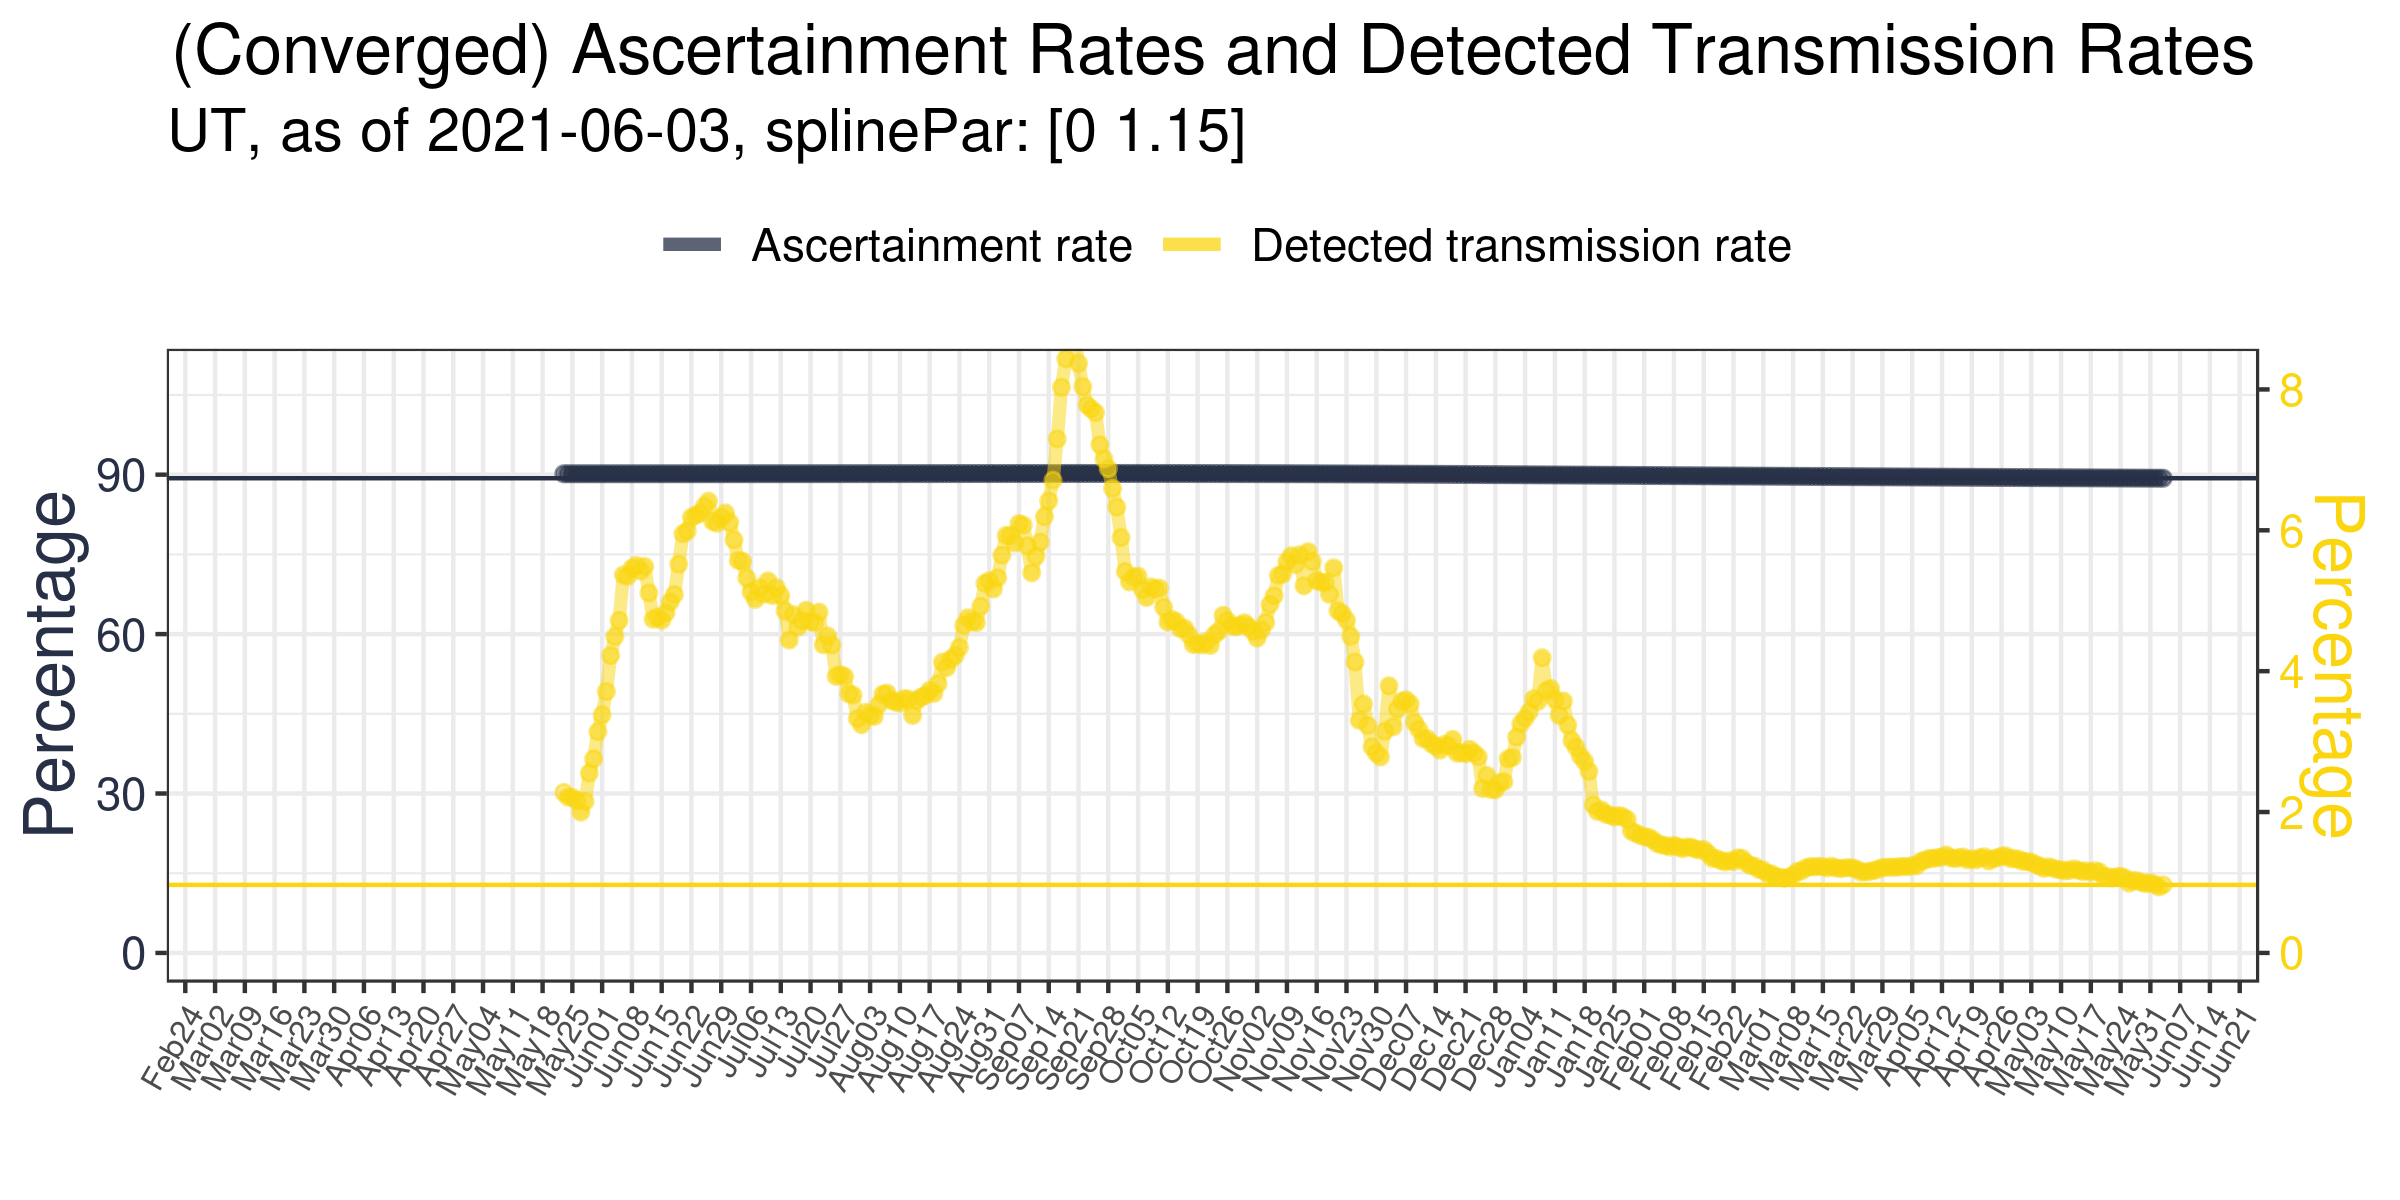 (Converged) Ascertainment Rates and Detected Transmission Rates
UT, as of 2021-06-03, splinePar: [0 1.15]
Ascertainment rate
Detected transmission rate
Percentage
90
60
30
0
8
6
4
2
0
Percentage
Feb24
Mar02
Mar09
Mar16
Mar23
Mar30
Apr06
Apr13
Apr20
Apr27
May04
May11
May18
May25
Jun01
Jun08
Jun15
Jun22
Jun29
Jul06
Jul13
Jul20
Jul27
Aug03
Aug10
Aug17
Aug24
Aug31
Sep07
Sep14
Sep21
Sep28
Oct05
Oct12
Oct19
Oct26
Nov02
Nov09
Nov16
Nov23
Nov30
Dec07
Dec14
Dec21
Dec28
Jan04
Jan11
Jan18
Jan25
Feb01
Feb08
Feb15
Feb22
Mar01
Mar08
Mar15
Mar22
Mar29
Apr05
Apr12
Apr19
Apr26
May03
May10
May17
May24
May31
Jun07
Jun14
Jun21